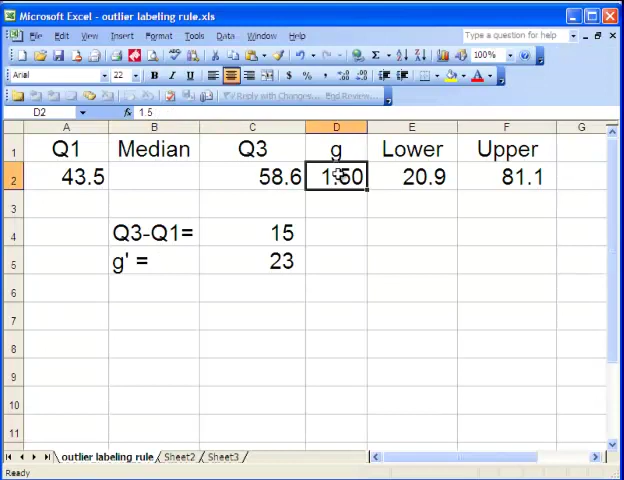 Microsoft Excel - outlier labeling rule.xls
File Edit View Insert Format Tools Data Window Help Type a question for help
100%
Arial 22 B I U $ % ,
Reply with Changes... End Review...
D2 fx 1.5
A B C D E F G
1 Q1 Median Q3 g Lower Upper
2 43.5 58.6 1.50 20.9 81.1
3
4 Q3-Q1= 15
5 g' = 23
6
7
8
9
10
11
outlier labeling rule Sheet2 Sheet3
Ready